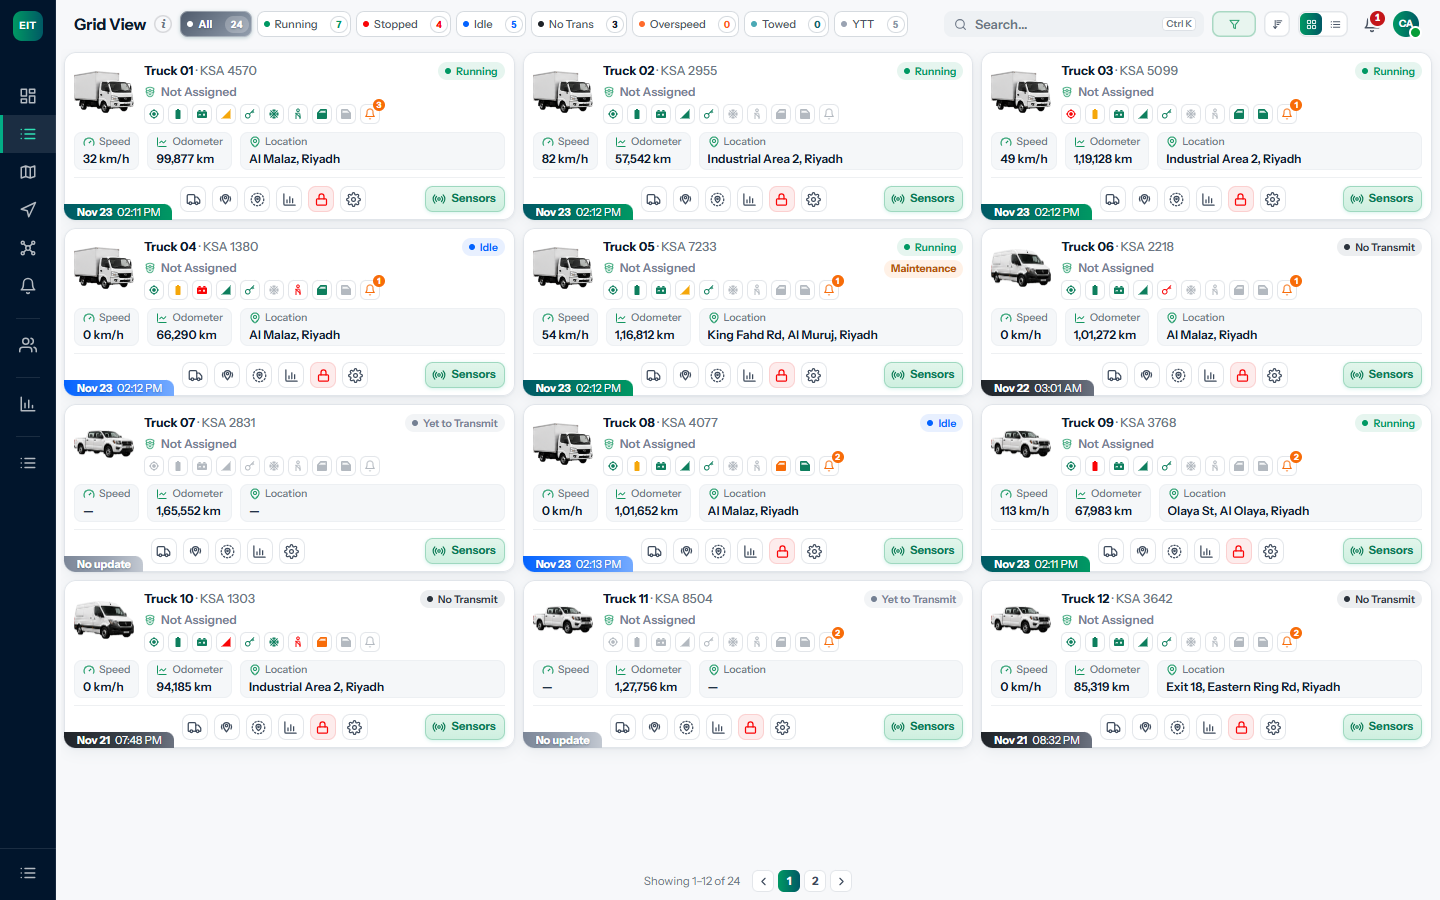 EIT
Grid View
All 24
Running 7
Stopped 4
Idle 5
No Trans 3
Overspeed 0
Towed 0
YTT 5
Search...
Ctrl K
1
CA
Truck 01 · KSA 4570
Running
Not Assigned
3
Speed
32 km/h
Odometer
99,877 km
Location
Al Malaz, Riyadh
Nov 23 02:11 PM
Sensors
Truck 02 · KSA 2955
Running
Not Assigned
Speed
82 km/h
Odometer
57,542 km
Location
Industrial Area 2, Riyadh
Nov 23 02:12 PM
Sensors
Truck 03 · KSA 5099
Running
Not Assigned
1
Speed
49 km/h
Odometer
1,19,128 km
Location
Industrial Area 2, Riyadh
Nov 23 02:12 PM
Sensors
Truck 04 · KSA 1380
Idle
Not Assigned
1
Speed
0 km/h
Odometer
66,290 km
Location
Al Malaz, Riyadh
Nov 23 02:12 PM
Sensors
Truck 05 · KSA 7233
Running
Not Assigned
Maintenance
1
Speed
54 km/h
Odometer
1,16,812 km
Location
King Fahd Rd, Al Muruj, Riyadh
Nov 23 02:12 PM
Sensors
Truck 06 · KSA 2218
No Transmit
Not Assigned
1
Speed
0 km/h
Odometer
1,01,272 km
Location
Al Malaz, Riyadh
Nov 22 03:01 AM
Sensors
Truck 07 · KSA 2831
Yet to Transmit
Not Assigned
Speed
—
Odometer
1,65,552 km
Location
—
No update
Sensors
Truck 08 · KSA 4077
Idle
Not Assigned
2
Speed
0 km/h
Odometer
1,01,652 km
Location
Al Malaz, Riyadh
Nov 23 02:13 PM
Sensors
Truck 09 · KSA 3768
Running
Not Assigned
2
Speed
113 km/h
Odometer
67,983 km
Location
Olaya St, Al Olaya, Riyadh
Nov 23 02:11 PM
Sensors
Truck 10 · KSA 1303
No Transmit
Not Assigned
Speed
0 km/h
Odometer
94,185 km
Location
Industrial Area 2, Riyadh
Nov 21 07:48 PM
Sensors
Truck 11 · KSA 8504
Yet to Transmit
Not Assigned
2
Speed
—
Odometer
1,27,756 km
Location
—
No update
Sensors
Truck 12 · KSA 3642
No Transmit
Not Assigned
2
Speed
0 km/h
Odometer
85,319 km
Location
Exit 18, Eastern Ring Rd, Riyadh
Nov 21 08:32 PM
Sensors
Showing 1–12 of 24
1 2